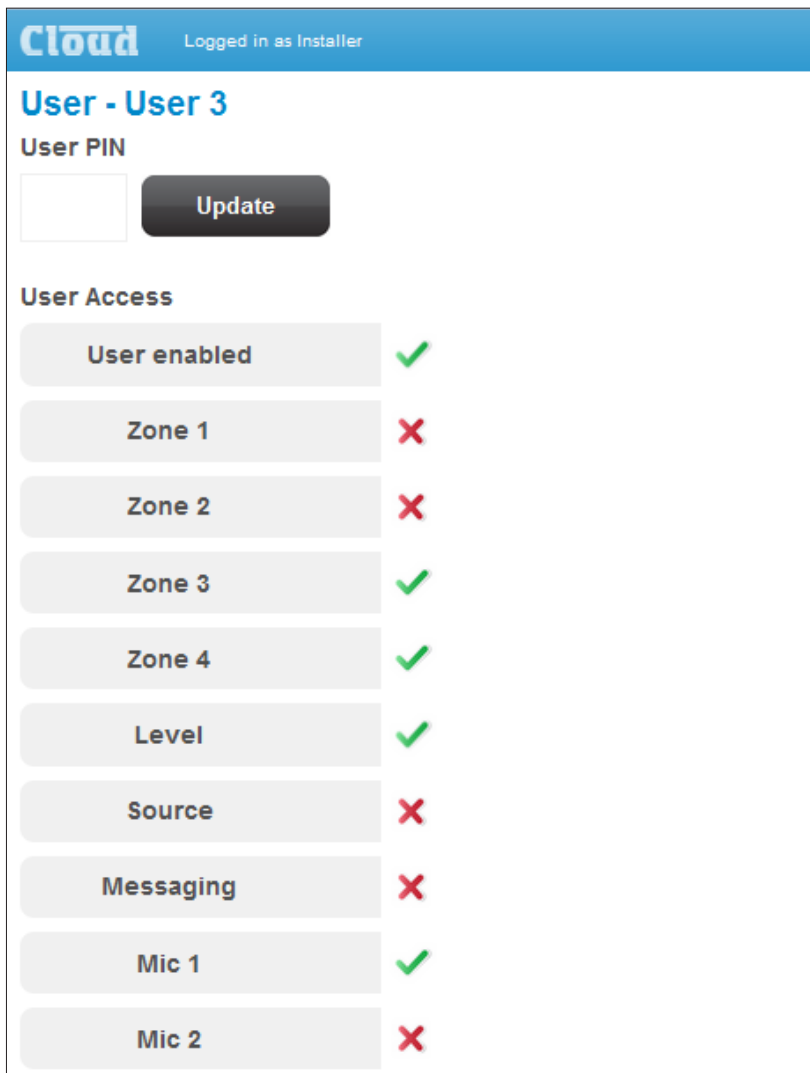 Cloud Logged in as Installer
User - User 3
User PIN
Update
User Access
User enabled
Zone 1
Zone 2
Zone 3
Zone 4
Level
Source
Messaging
Mic 1
Mic 2